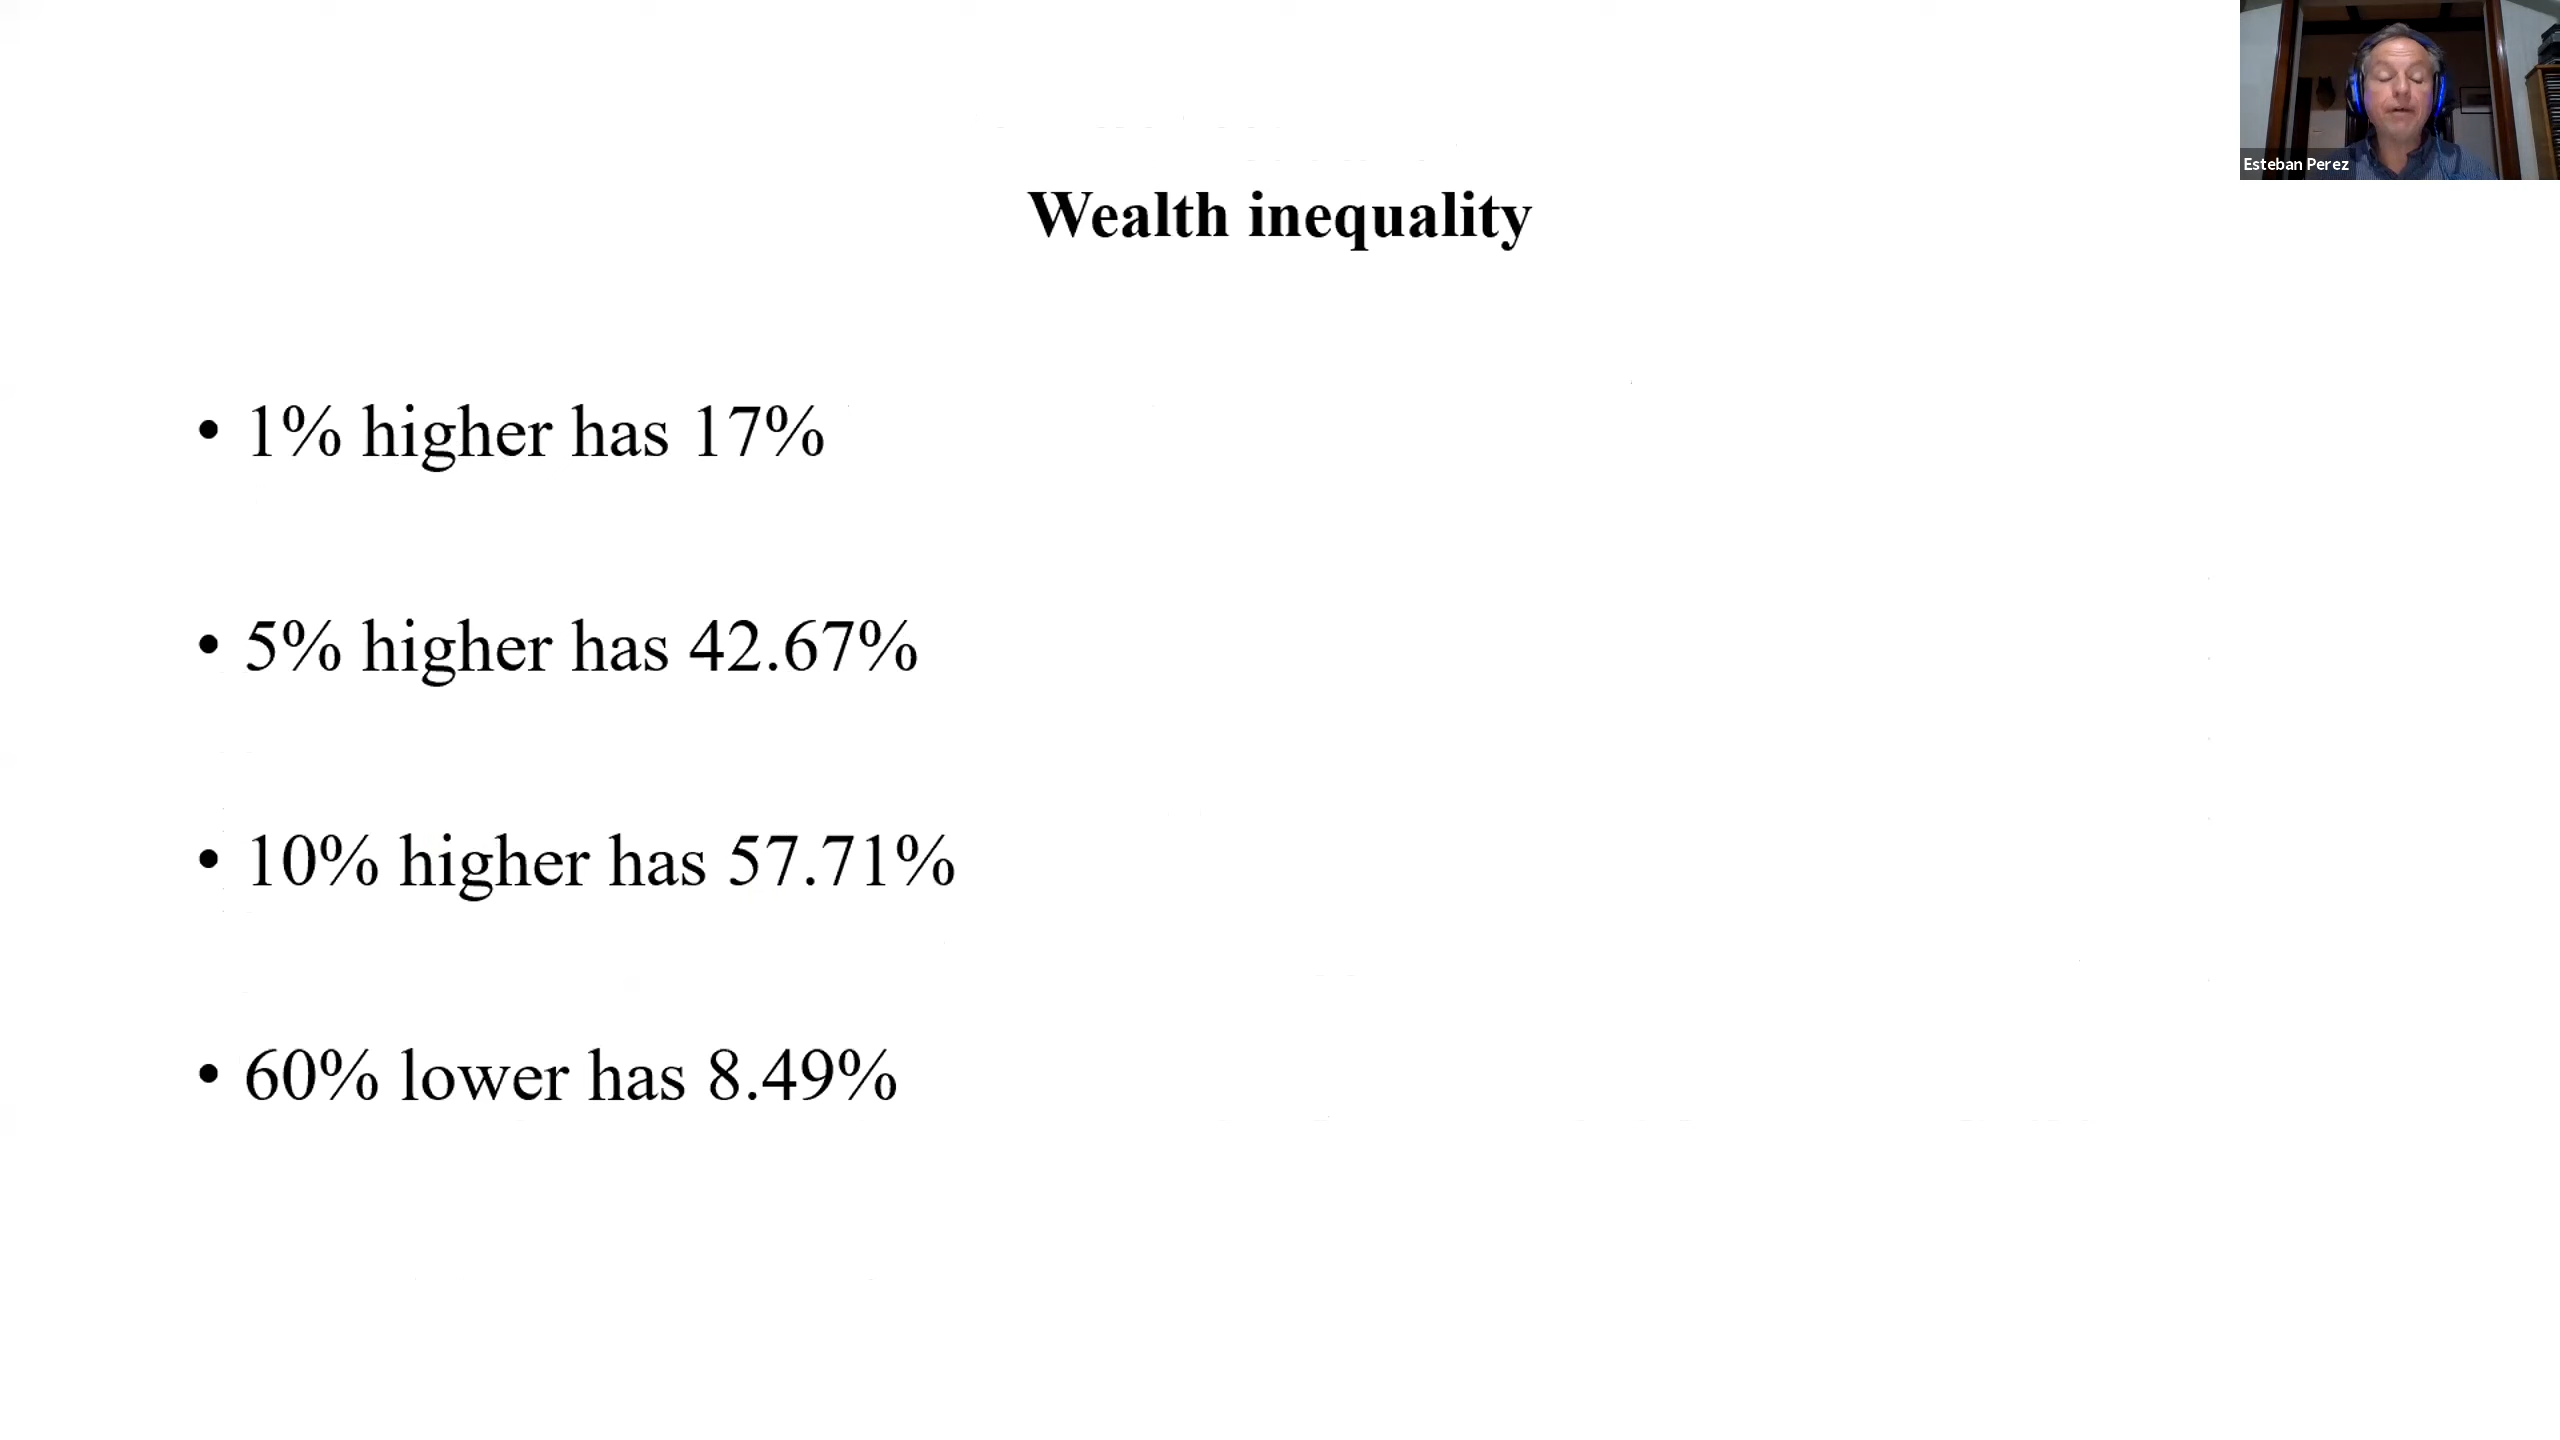 Esteban Perez
Wealth inequality
• 1% higher has 17%
• 5% higher has 42.67%
• 10% higher has 57.71%
• 60% lower has 8.49%